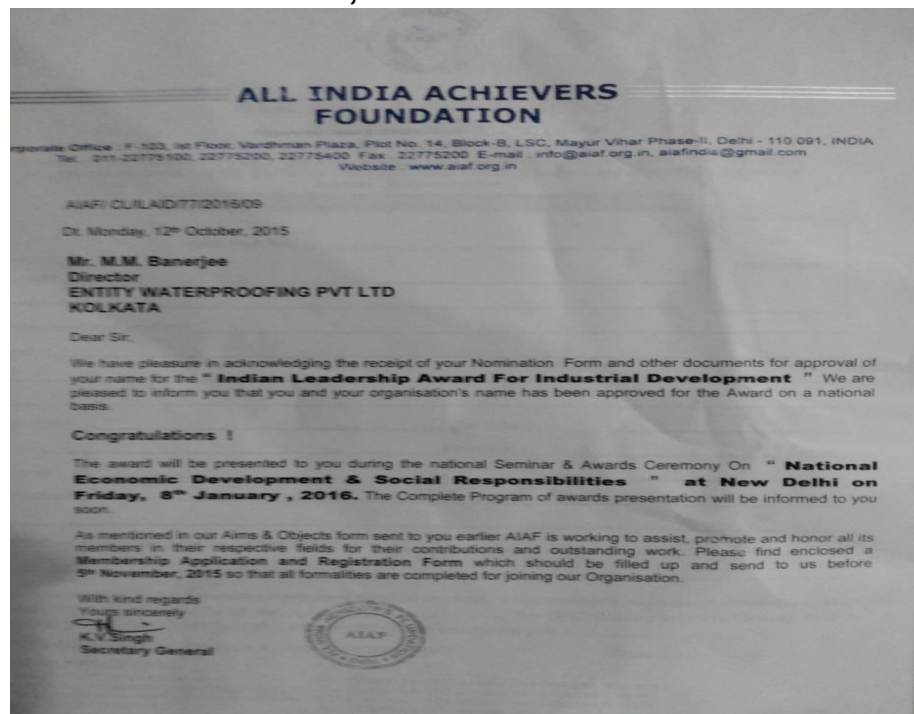 ALL INDIA ACHIEVERS
FOUNDATION
Corporate Office : F-103, Ist Floor, Vardhman Plaza, Plot No. 14, Block-B, LSC, Mayur Vihar Phase-II, Delhi - 110 091, INDIA
Tel. 011-22775100, 22775200, 22775400 Fax : 22775200 E-mail : info@aiaf.org.in, aiafindia@gmail.com
Website : www.aiaf.org.in
AIAF/ CL/ILAID/77/2016/09
Dt. Monday, 12th October, 2015
Mr. M.M. Banerjee
Director
ENTITY WATERPROOFING PVT LTD
KOLKATA
Dear Sir,
We have pleasure in acknowledging the receipt of your Nomination Form and other documents for approval of
your name for the " Indian Leadership Award For Industrial Development " We are
pleased to inform you that you and your organisation's name has been approved for the Award on a national
basis.
Congratulations !
The award will be presented to you during the national Seminar & Awards Ceremony On " National
Economic Development & Social Responsibilities " at New Delhi on
Friday, 8th January , 2016. The Complete Program of awards presentation will be informed to you
soon.
As mentioned in our Aims & Objects form sent to you earlier AIAF is working to assist, promote and honor all its
members in their respective fields for their contributions and outstanding work. Please find enclosed a
Membership Application and Registration Form which should be filled up and send to us before
5th November, 2015 so that all formalities are completed for joining our Organisation.
With kind regards
Yours sincerely
K.V.Singh
Secretary General
AIAF